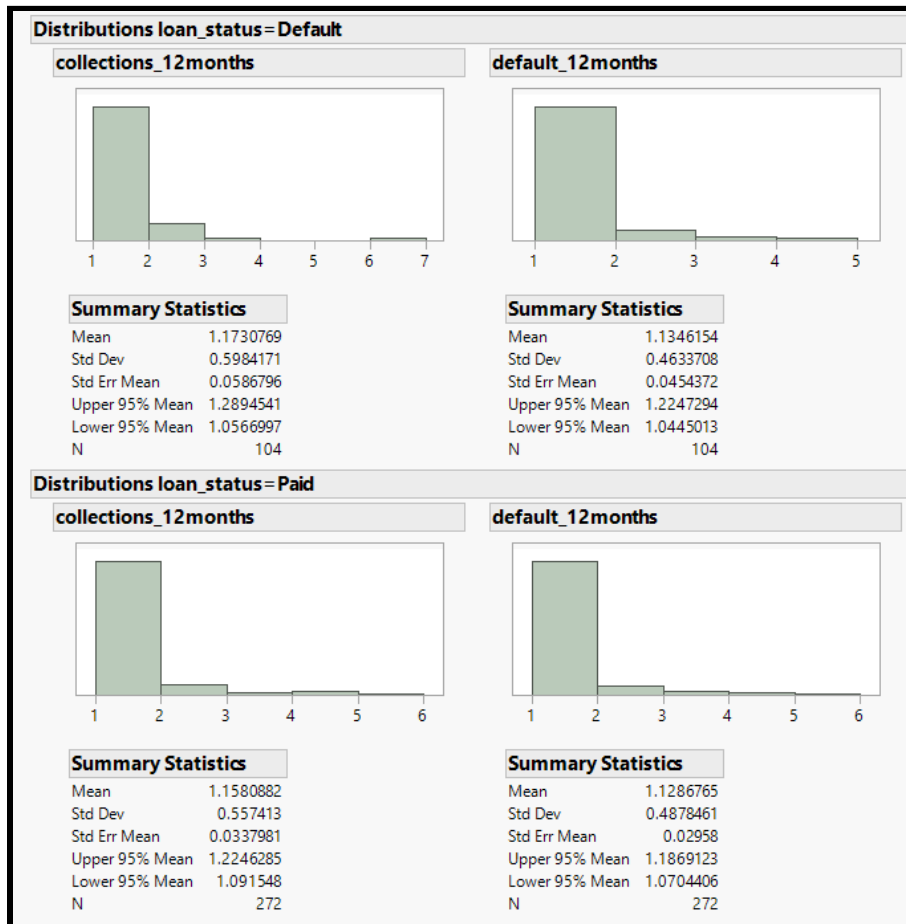 Distributions loan_status=Default
collections_12months
1 2 3 4 5 6 7
Summary Statistics
Mean 1.1730769
Std Dev 0.5984171
Std Err Mean 0.0586796
Upper 95% Mean 1.2894541
Lower 95% Mean 1.0566997
N 104
default_12months
1 2 3 4 5
Summary Statistics
Mean 1.1346154
Std Dev 0.4633708
Std Err Mean 0.0454372
Upper 95% Mean 1.2247294
Lower 95% Mean 1.0445013
N 104
Distributions loan_status=Paid
collections_12months
1 2 3 4 5 6
Summary Statistics
Mean 1.1580882
Std Dev 0.557413
Std Err Mean 0.0337981
Upper 95% Mean 1.2246285
Lower 95% Mean 1.091548
N 272
default_12months
1 2 3 4 5 6
Summary Statistics
Mean 1.1286765
Std Dev 0.4878461
Std Err Mean 0.02958
Upper 95% Mean 1.1869123
Lower 95% Mean 1.0704406
N 272